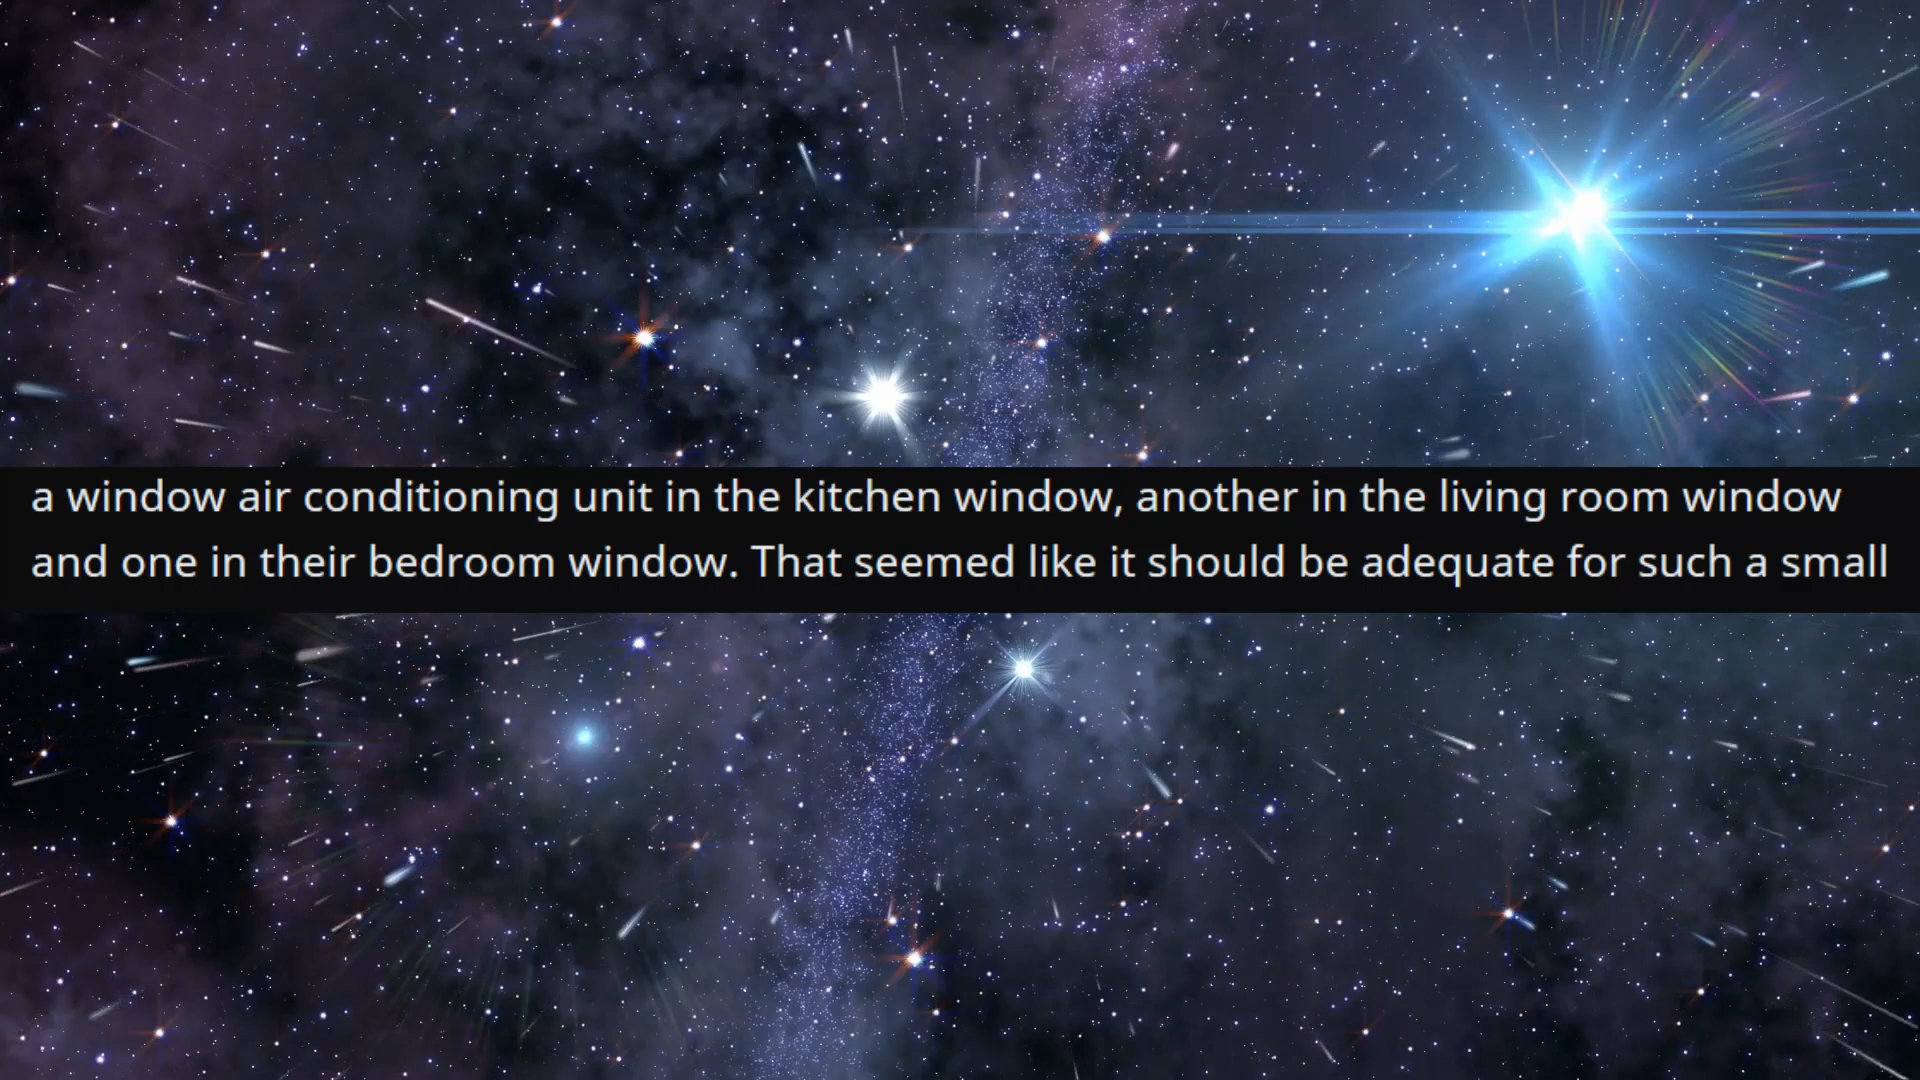 a window air conditioning unit in the kitchen window, another in the living room window
and one in their bedroom window. That seemed like it should be adequate for such a small